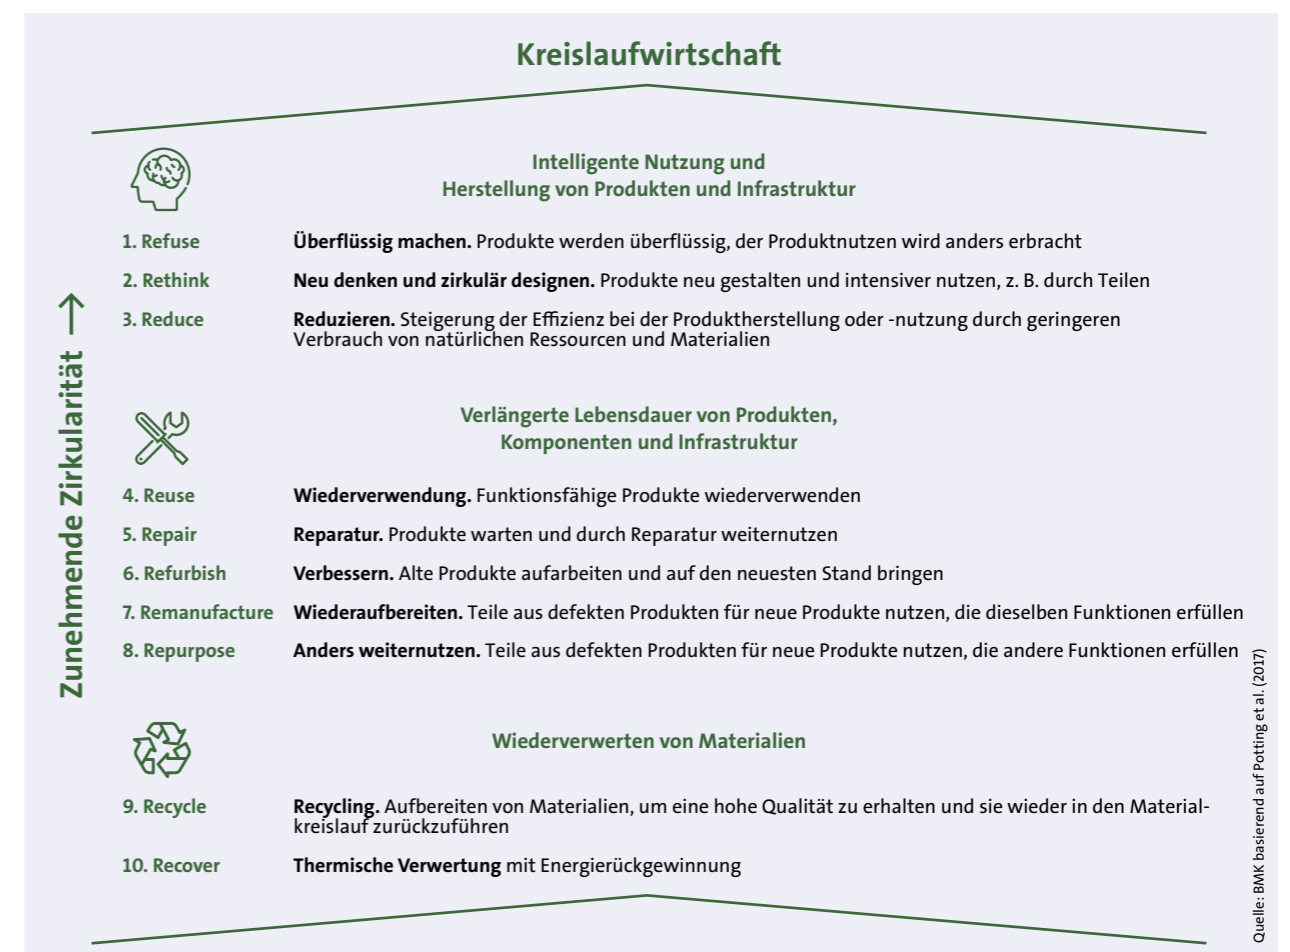 Kreislaufwirtschaft
Intelligente Nutzung und
Herstellung von Produkten und Infrastruktur
1. Refuse Überflüssig machen. Produkte werden überflüssig, der Produktnutzen wird anders erbracht
2. Rethink Neu denken und zirkulär designen. Produkte neu gestalten und intensiver nutzen, z. B. durch Teilen
3. Reduce Reduzieren. Steigerung der Effizienz bei der Produktherstellung oder -nutzung durch geringeren
Verbrauch von natürlichen Ressourcen und Materialien
Verlängerte Lebensdauer von Produkten,
Komponenten und Infrastruktur
4. Reuse Wiederverwendung. Funktionsfähige Produkte wiederverwenden
5. Repair Reparatur. Produkte warten und durch Reparatur weiternutzen
6. Refurbish Verbessern. Alte Produkte aufarbeiten und auf den neuesten Stand bringen
7. Remanufacture Wiederaufbereiten. Teile aus defekten Produkten für neue Produkte nutzen, die dieselben Funktionen erfüllen
8. Repurpose Anders weiternutzen. Teile aus defekten Produkten für neue Produkte nutzen, die andere Funktionen erfüllen
Wiederverwerten von Materialien
9. Recycle Recycling. Aufbereiten von Materialien, um eine hohe Qualität zu erhalten und sie wieder in den Material-
kreislauf zurückzuführen
10. Recover Thermische Verwertung mit Energierückgewinnung
Zunehmende Zirkularität
Quelle: BMK basierend auf Potting et al. (2017)